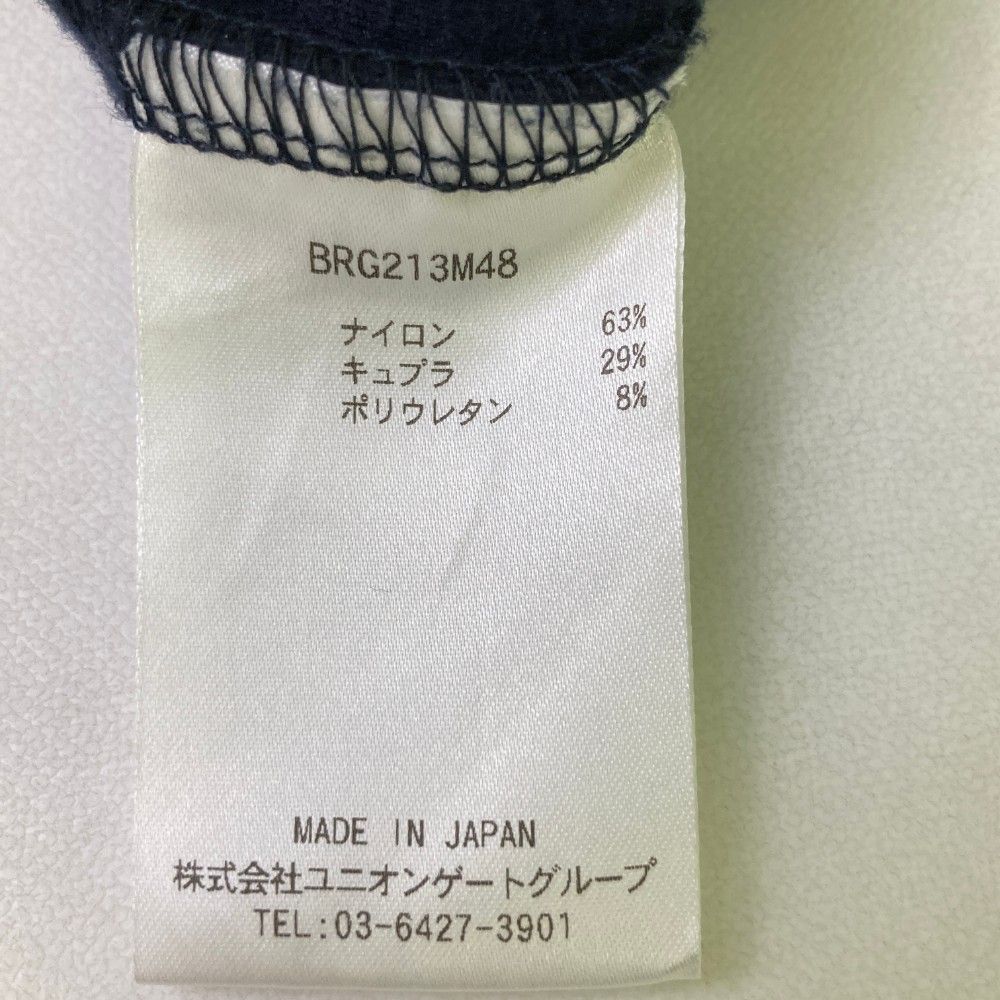 BRG213M48
ナイロン 63%
キュプラ 29%
ポリウレタン 8%
MADE IN JAPAN
株式会社ユニオンゲートグループ
TEL:03-6427-3901